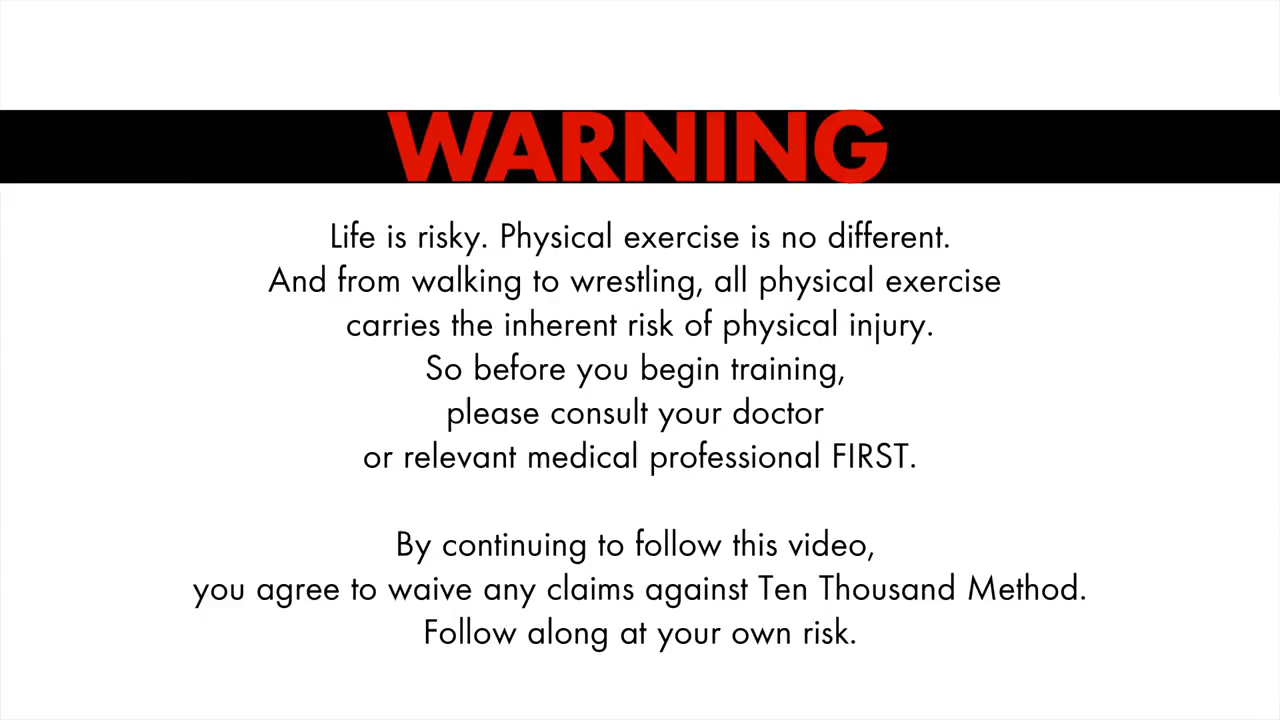 WARNING
Life is risky. Physical exercise is no different.
And from walking to wrestling, all physical exercise
carries the inherent risk of physical injury.
So before you begin training,
please consult your doctor
or relevant medical professional FIRST.
By continuing to follow this video,
you agree to waive any claims against Ten Thousand Method.
Follow along at your own risk.